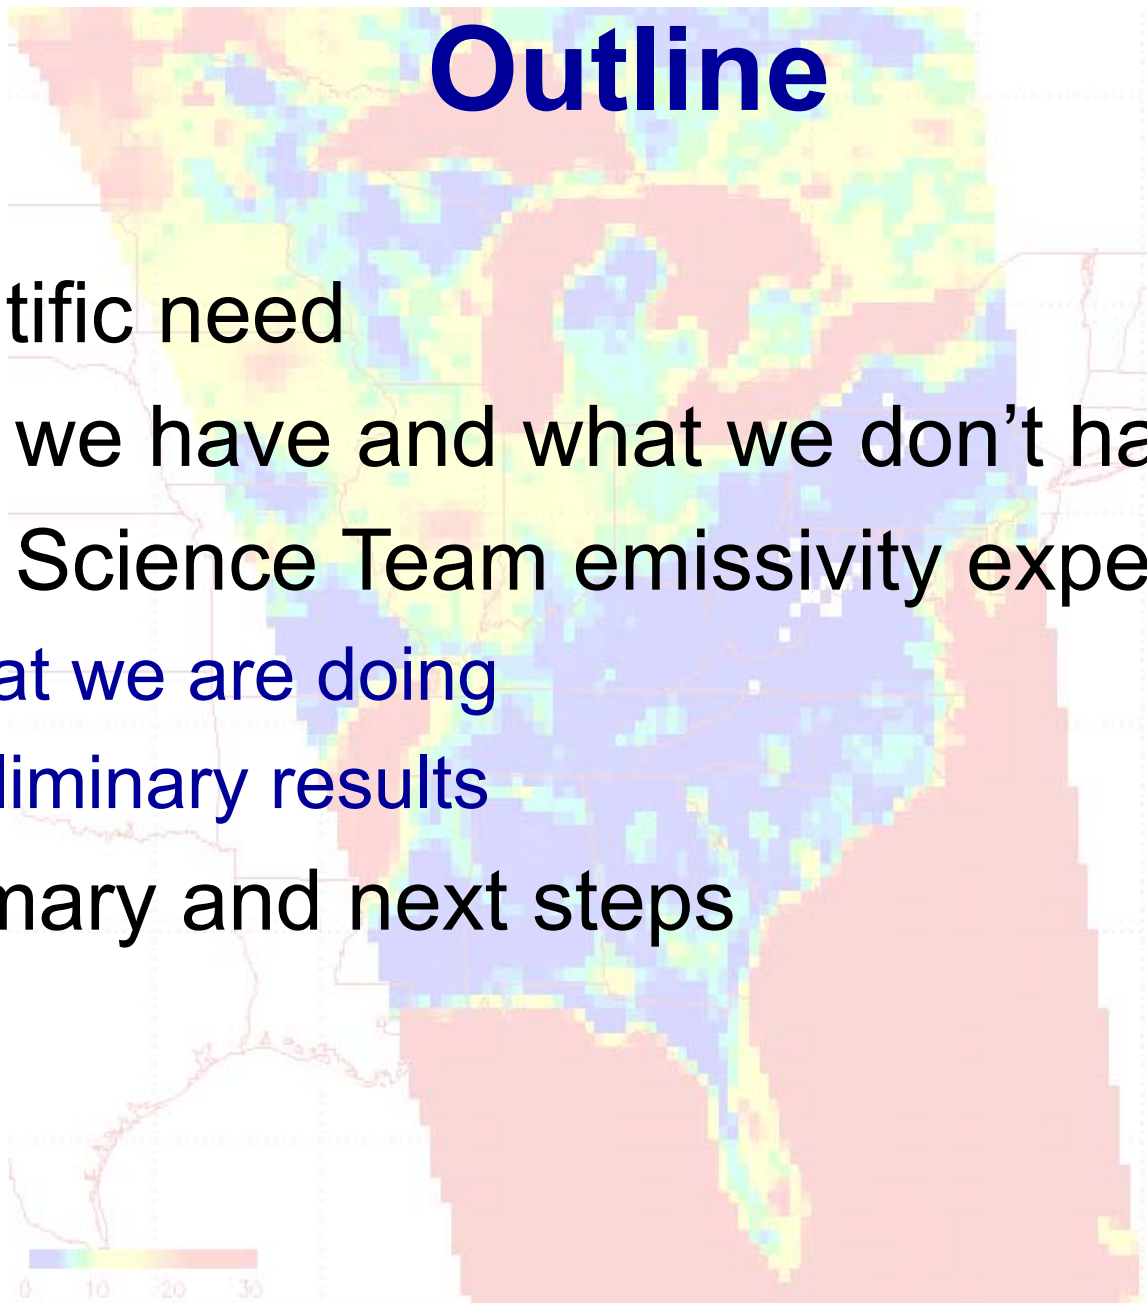 Outline
tific need
we have and what we don’t ha
Science Team emissivity expe
at we are doing
liminary results
mary and next steps
0 10 20 30